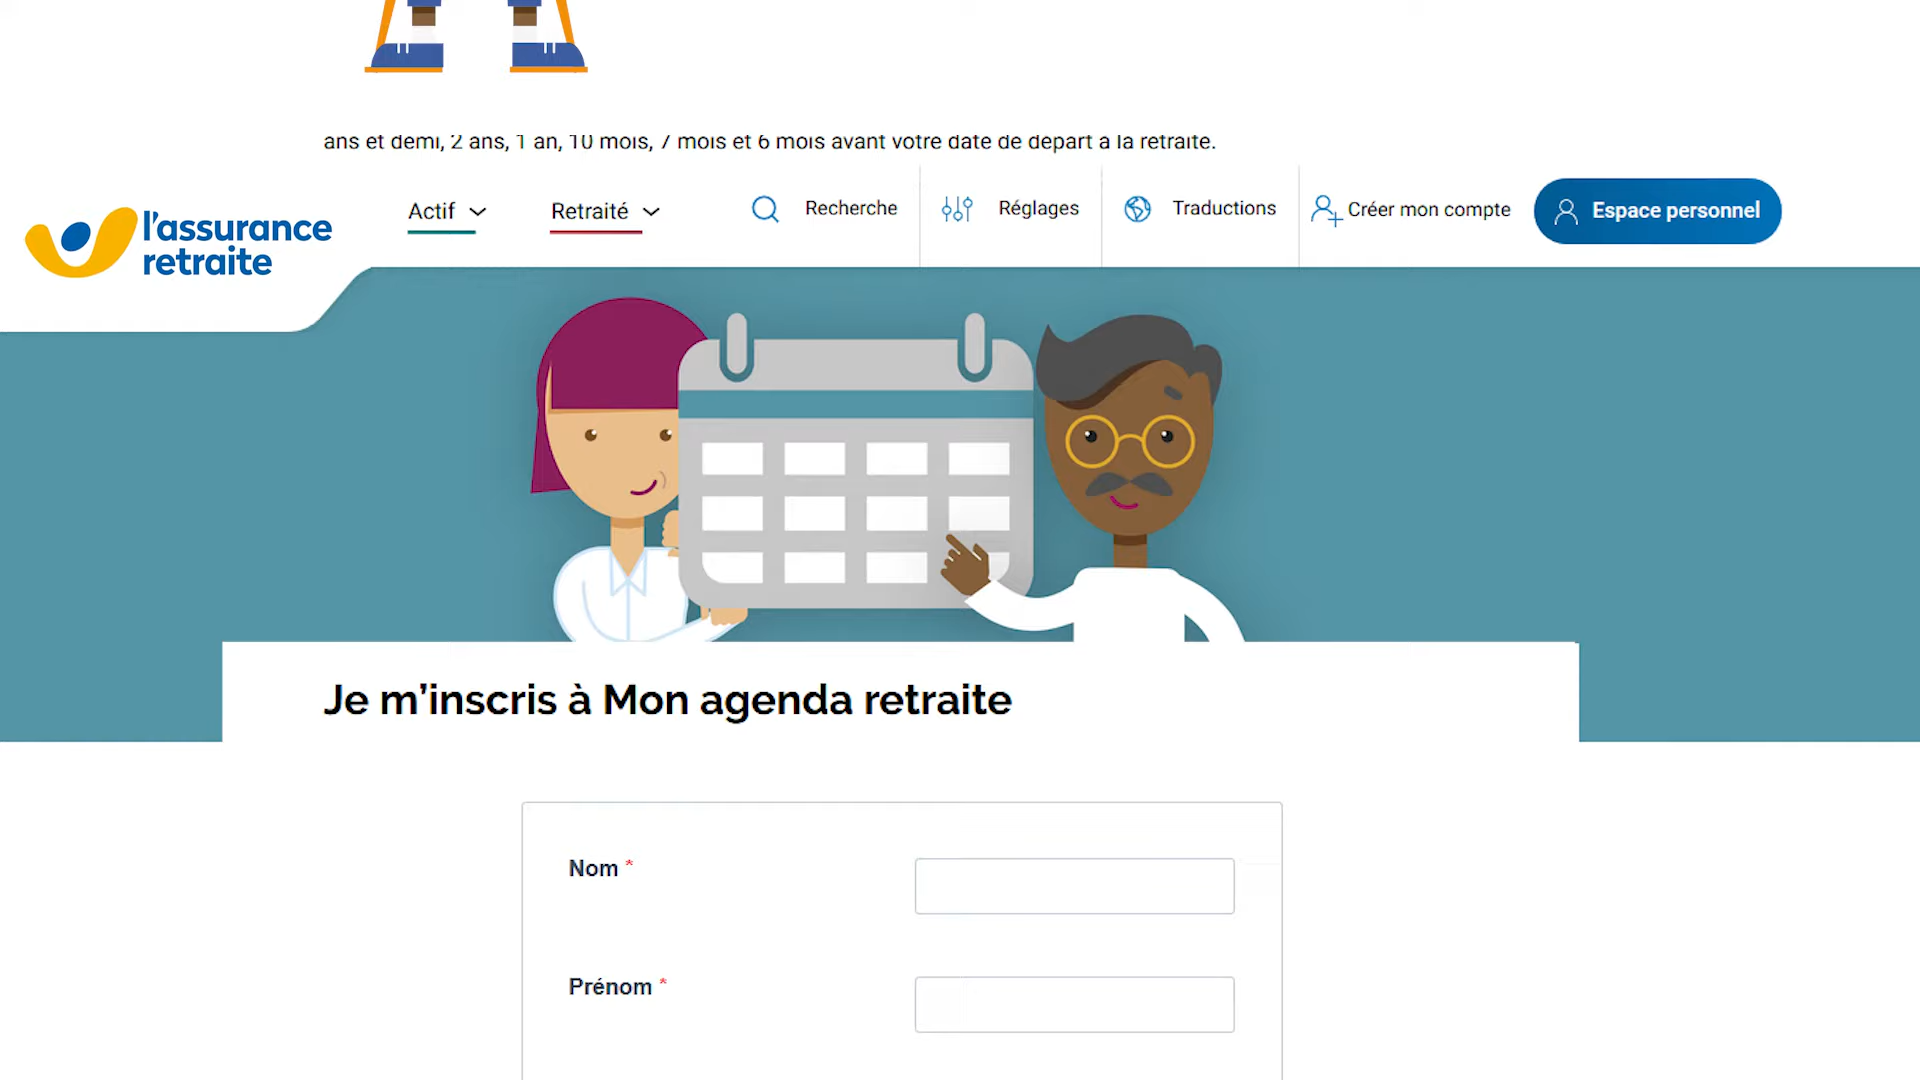 ans et demi, 2 ans, 1 an, 10 mois, 7 mois et 6 mois avant votre date de départ à la retraite.
l'assurance
retraite
Actif
Retraité
Recherche
Réglages
Traductions
Créer mon compte
Espace personnel
Je m'inscris à Mon agenda retraite
Nom *
Prénom *